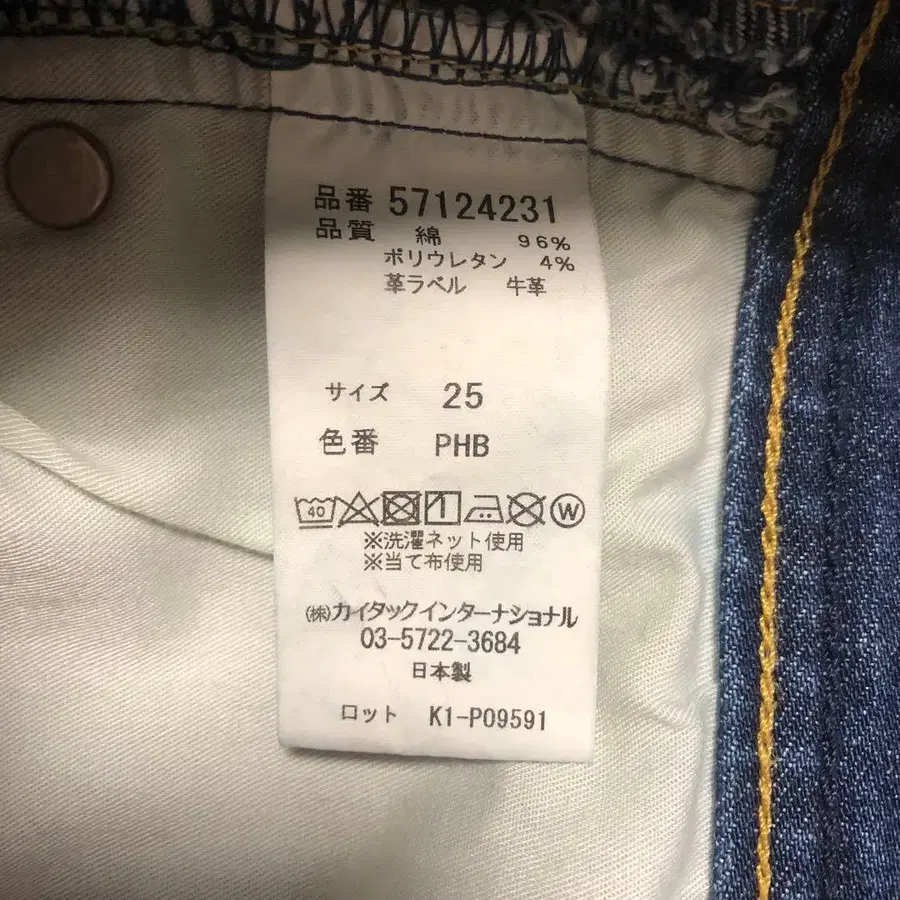 品番 57124231
品質 綿 96%
ポリウレタン 4%
革ラベル 牛革
サイズ 25
色番 PHB
40 W
※洗濯ネット使用
※当て布使用
㈱カイタックインターナショナル
03-5722-3684
日本製
ロット K1-P09591